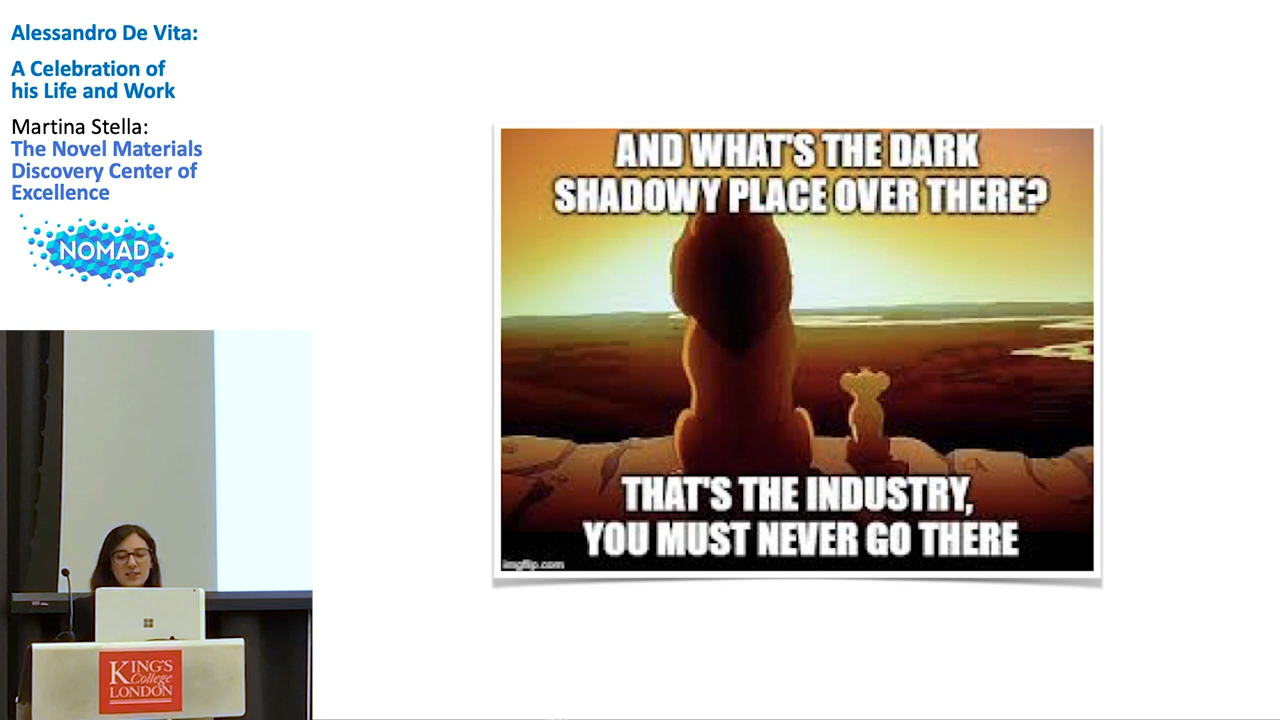 Alessandro De Vita:
A Celebration of
his Life and Work
Martina Stella:
The Novel Materials
Discovery Center of
Excellence
NOMAD
AND WHAT'S THE DARK
SHADOWY PLACE OVER THERE?
THAT'S THE INDUSTRY,
YOU MUST NEVER GO THERE
imgflip.com
KING'S
College
LONDON